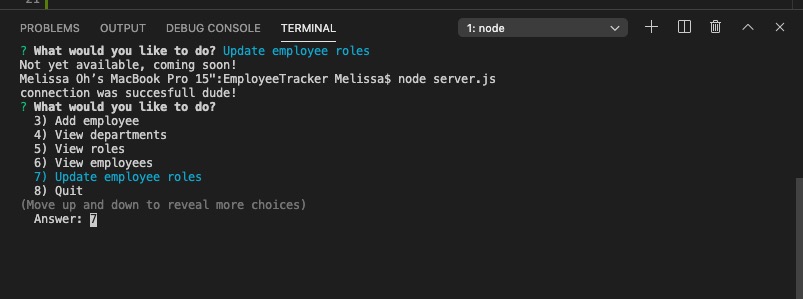 21
PROBLEMS OUTPUT DEBUG CONSOLE TERMINAL 1: node
? What would you like to do? Update employee roles
Not yet available, coming soon!
Melissa Oh's MacBook Pro 15":EmployeeTracker Melissa$ node server.js
connection was succesfull dude!
? What would you like to do?
3) Add employee
4) View departments
5) View roles
6) View employees
7) Update employee roles
8) Quit
(Move up and down to reveal more choices)
Answer: 7